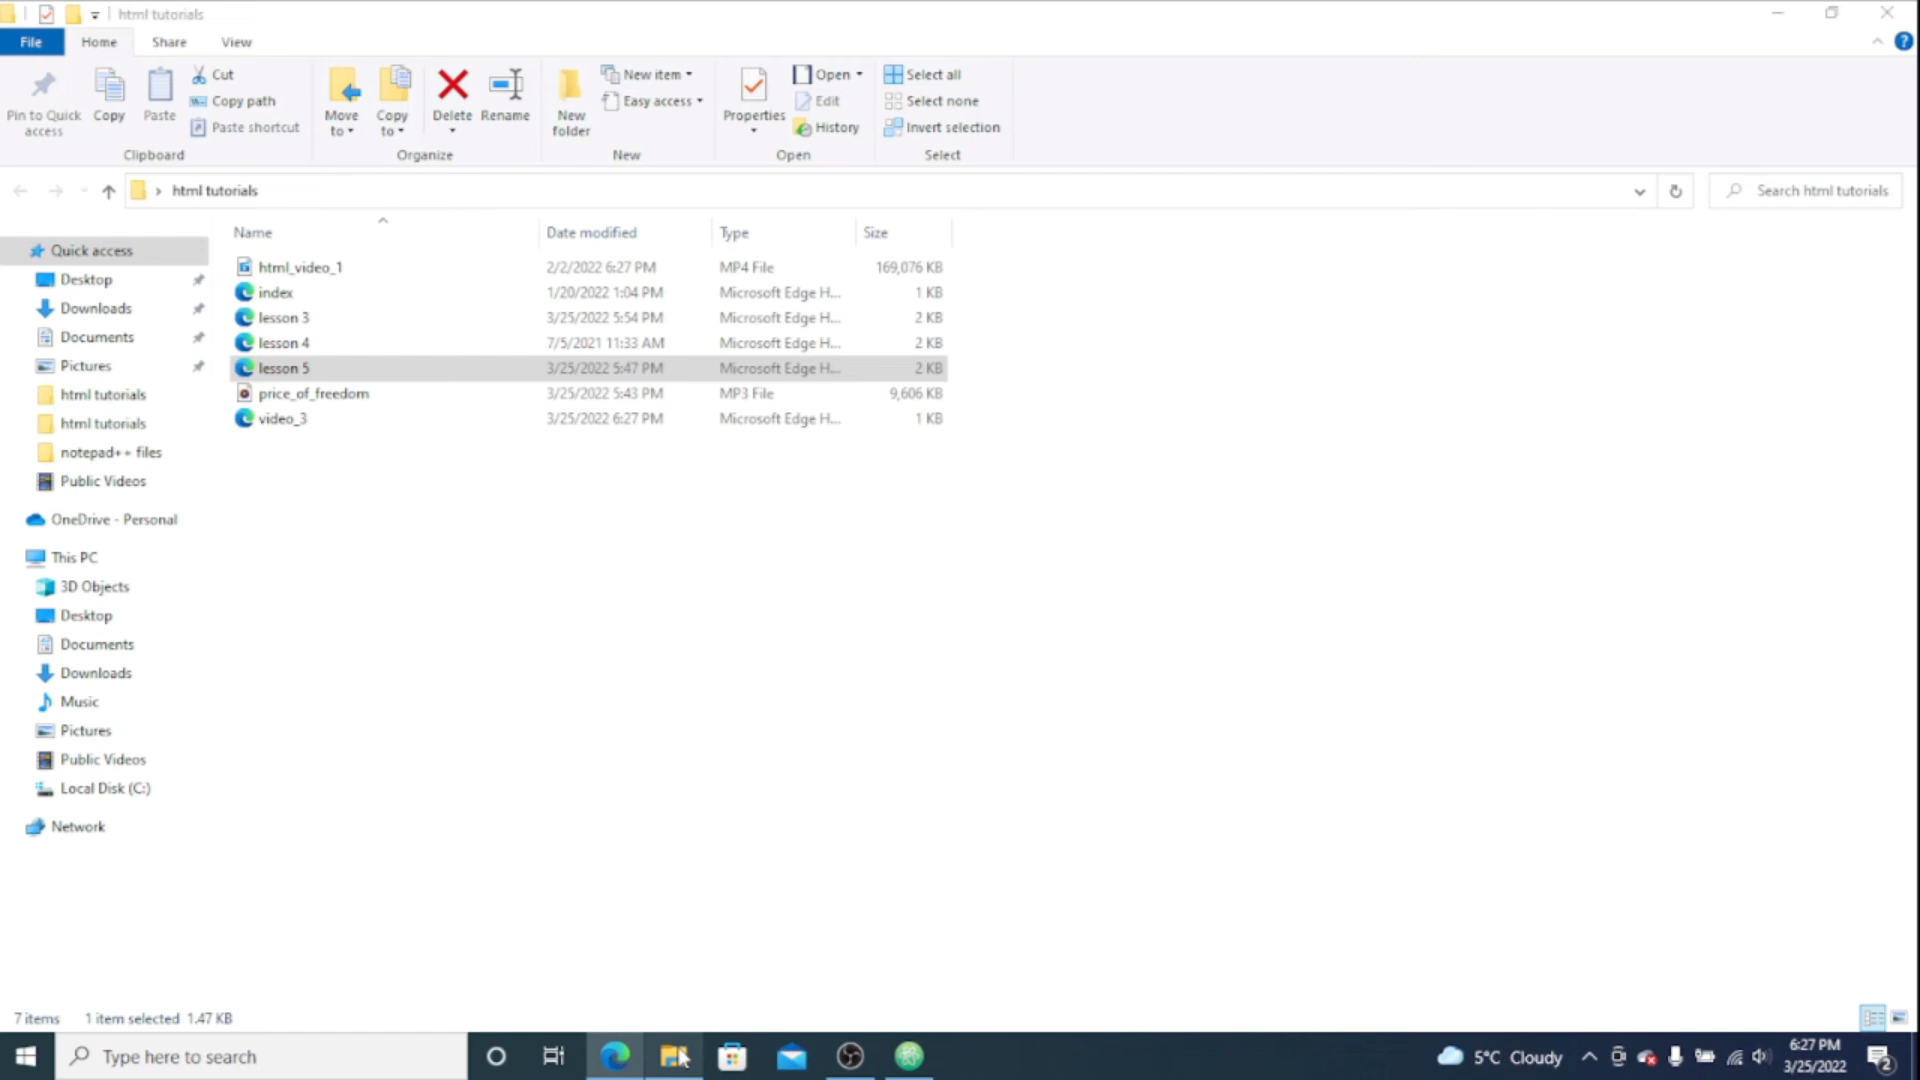 html tutorials
File Home Share View
Pin to Quick access
Copy
Paste
Cut
Copy path
Paste shortcut
Clipboard
Move to
Copy to
Delete
Rename
Organize
New folder
New item
Easy access
New
Properties
Open
Edit
History
Open
Select all
Select none
Invert selection
Select
html tutorials
Search html tutorials
Name Date modified Type Size
html_video_1 2/2/2022 6:27 PM MP4 File 169,076 KB
index 1/20/2022 1:04 PM Microsoft Edge H... 1 KB
lesson 3 3/25/2022 5:54 PM Microsoft Edge H... 2 KB
lesson 4 7/5/2021 11:33 AM Microsoft Edge H... 2 KB
lesson 5 3/25/2022 5:47 PM Microsoft Edge H... 2 KB
price_of_freedom 3/25/2022 5:43 PM MP3 File 9,606 KB
video_3 3/25/2022 6:27 PM Microsoft Edge H... 1 KB
Quick access
Desktop
Downloads
Documents
Pictures
html tutorials
html tutorials
notepad++ files
Public Videos
OneDrive - Personal
This PC
3D Objects
Desktop
Documents
Downloads
Music
Pictures
Public Videos
Local Disk (C:)
Network
7 items 1 item selected 1.47 KB
Type here to search
5°C Cloudy
6:27 PM
3/25/2022
2